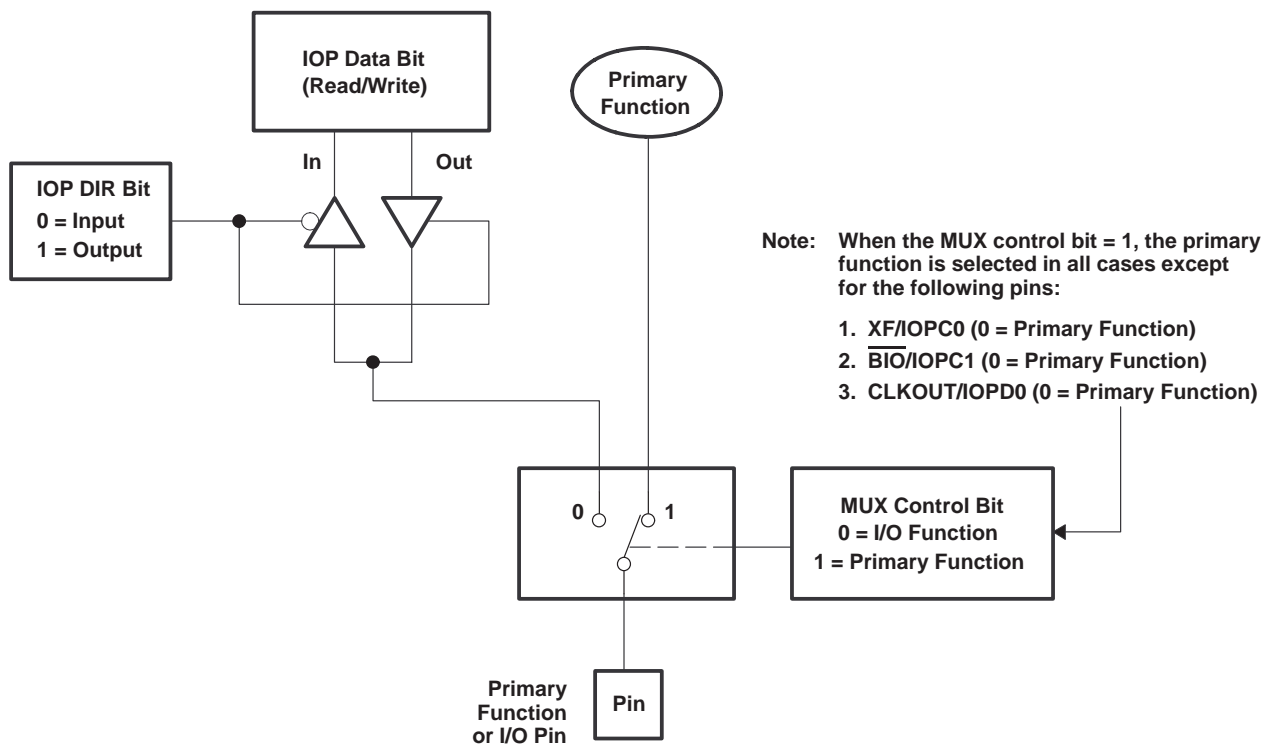 IOP Data Bit
(Read/Write)
Primary
Function
In
Out
IOP DIR Bit
0 = Input
1 = Output
Note: When the MUX control bit = 1, the primary
function is selected in all cases except
for the following pins:
1. XF/IOPC0 (0 = Primary Function)
2. B̅I̅O̅/IOPC1 (0 = Primary Function)
3. CLKOUT/IOPD0 (0 = Primary Function)
0
1
MUX Control Bit
0 = I/O Function
1 = Primary Function
Primary
Function
or I/O Pin
Pin